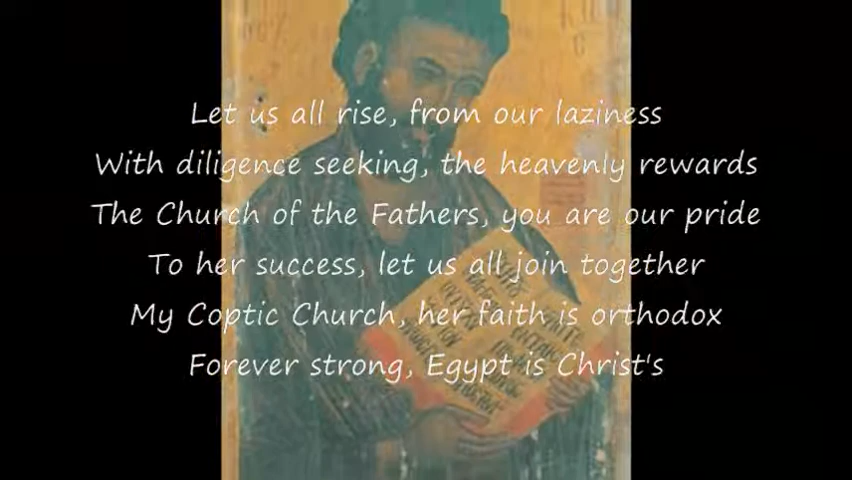 Let us all rise, from our laziness
With diligence seeking, the heavenly rewards
The Church of the Fathers, you are our pride
To her success, let us all join together
My Coptic Church, her faith is orthodox
Forever strong, Egypt is Christ's